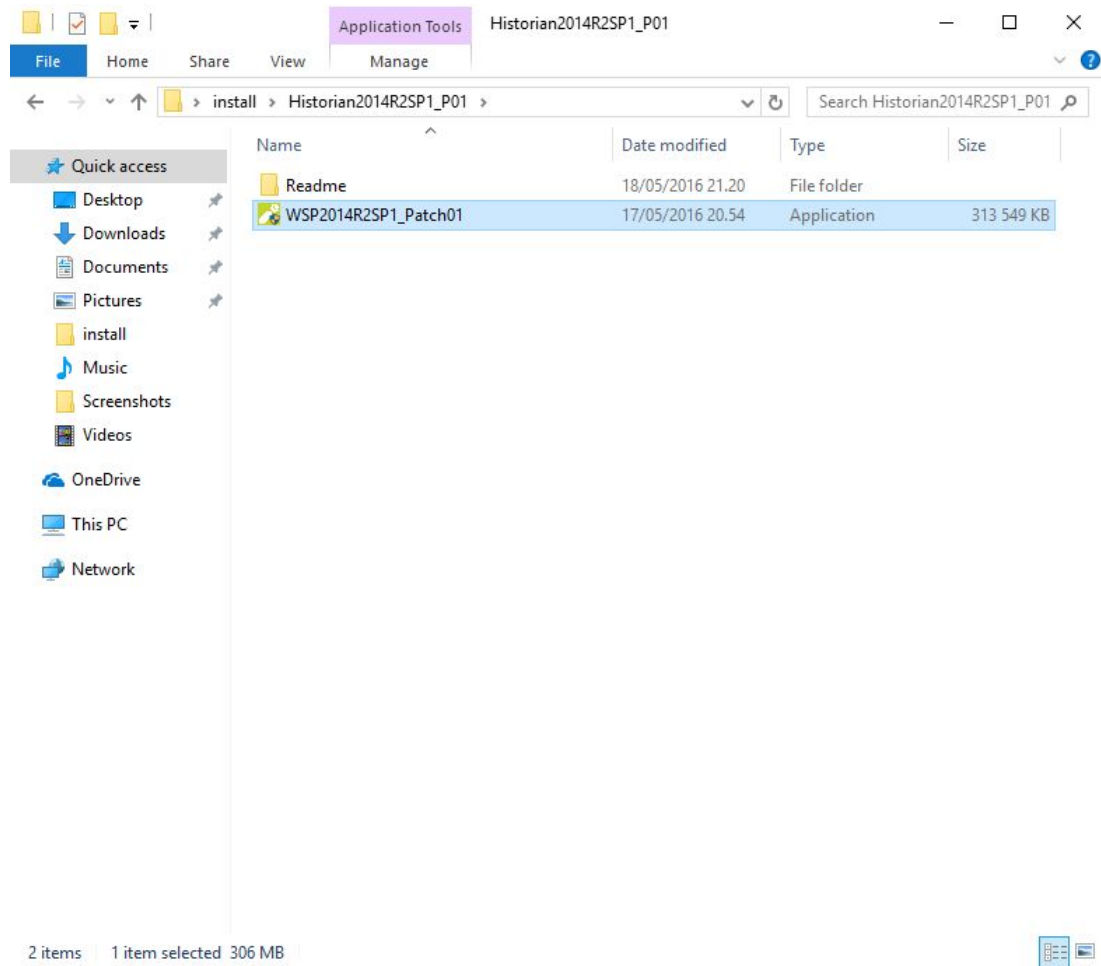 Application Tools Historian2014R2SP1_P01
File Home Share View Manage
install Historian2014R2SP1_P01 Search Historian2014R2SP1_P01
Name Date modified Type Size
Quick access
Readme 18/05/2016 21.20 File folder
Desktop
WSP2014R2SP1_Patch01 17/05/2016 20.54 Application 313 549 KB
Downloads
Documents
Pictures
install
Music
Screenshots
Videos
OneDrive
This PC
Network
2 items 1 item selected 306 MB